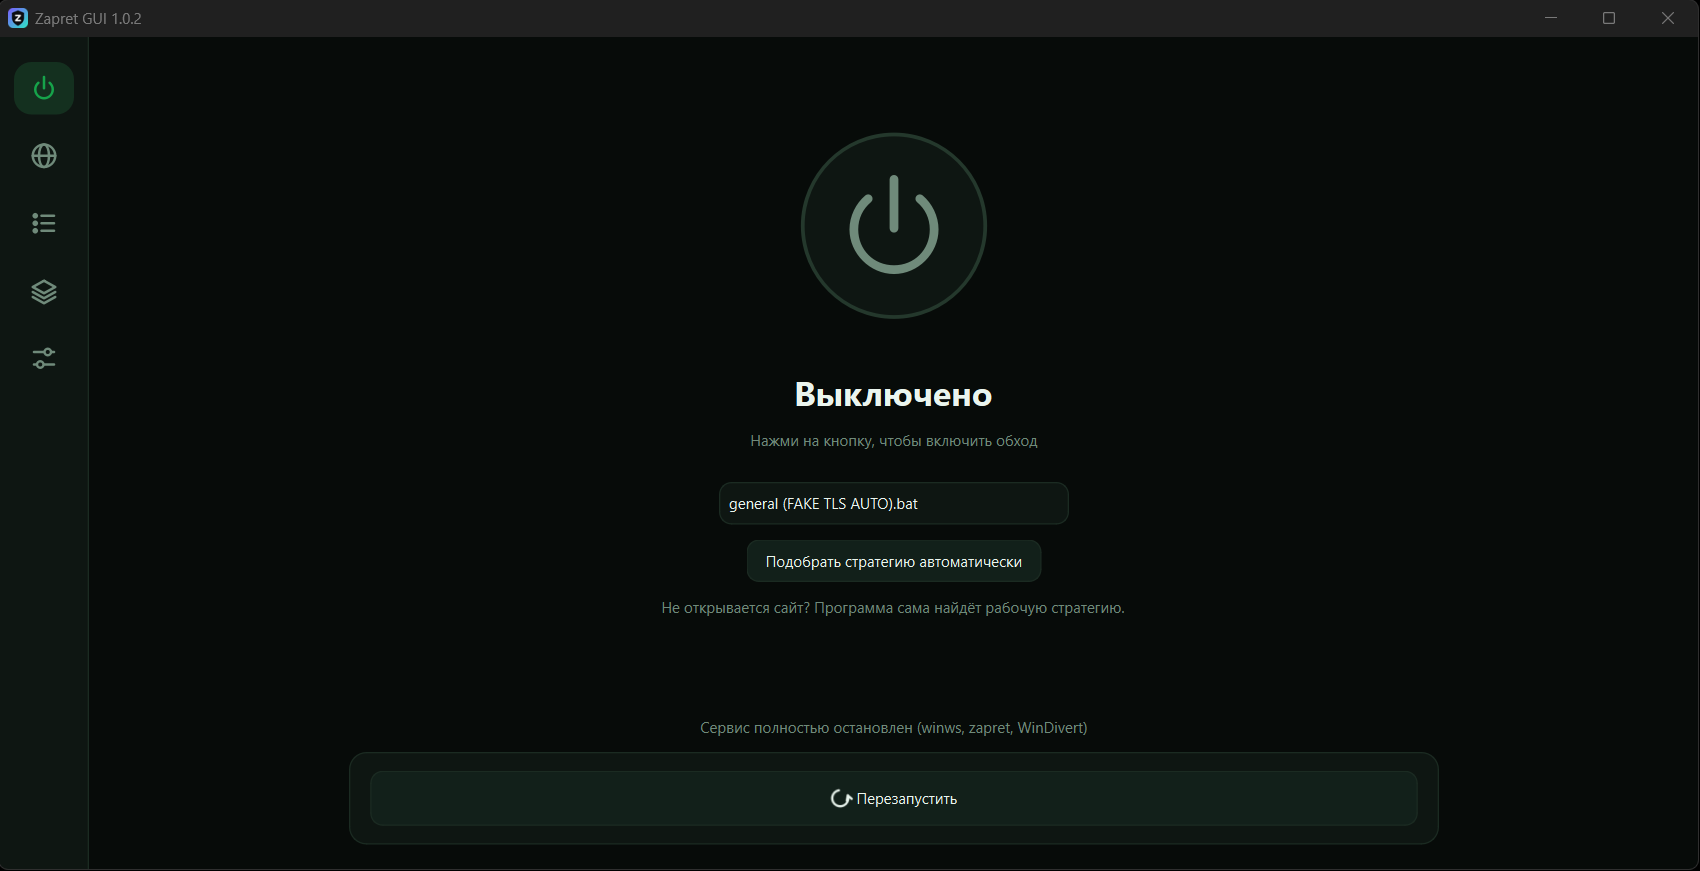 Zapret GUI 1.0.2
Выключено
Нажми на кнопку, чтобы включить обход
general (FAKE TLS AUTO).bat
Подобрать стратегию автоматически
Не открывается сайт? Программа сама найдёт рабочую стратегию.
Сервис полностью остановлен (winws, zapret, WinDivert)
Перезапустить